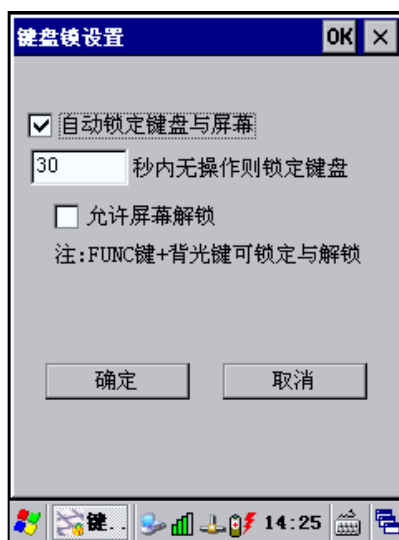 键盘锁设置 OK ×
自动锁定键盘与屏幕
30 秒内无操作则锁定键盘
允许屏幕解锁
注:FUNC键+背光键可锁定与解锁
确定 取消
键.. 14:25